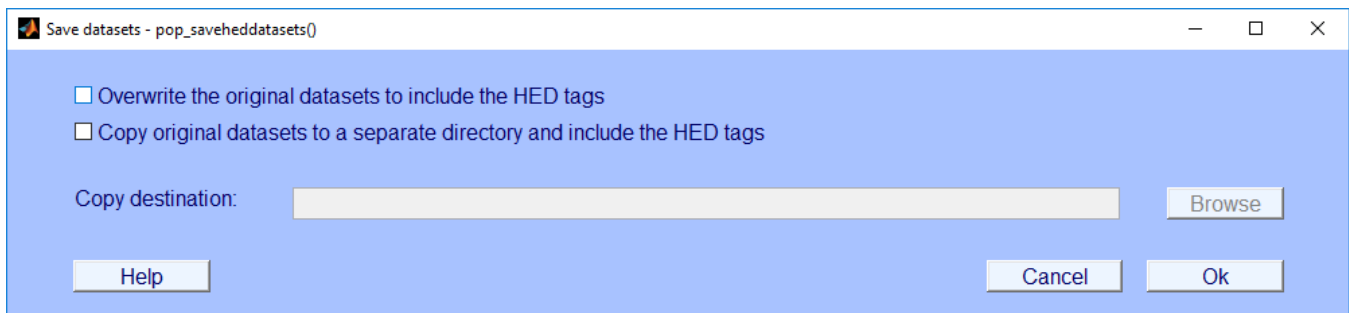 Save datasets - pop_saveheddatasets()
Overwrite the original datasets to include the HED tags
Copy original datasets to a separate directory and include the HED tags
Copy destination:
Browse
Help
Cancel
Ok